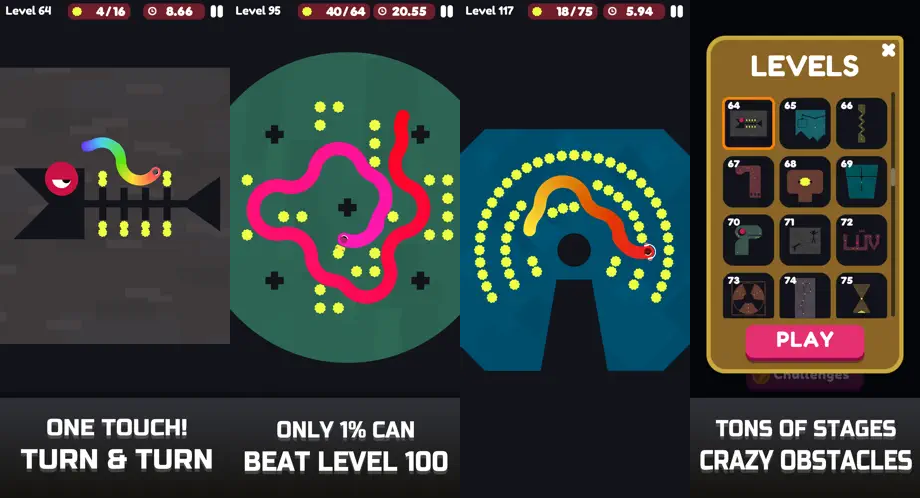 Level 64 4/16 8.66
ONE TOUCH!
TURN & TURN
Level 95 40/64 20.55
ONLY 1% CAN
BEAT LEVEL 100
Level 117 18/75 5.94
LEVELS
64 65 66
67 68 69
70 71 72
LUV
73 74 75
PLAY
Challenges
TONS OF STAGES
CRAZY OBSTACLES